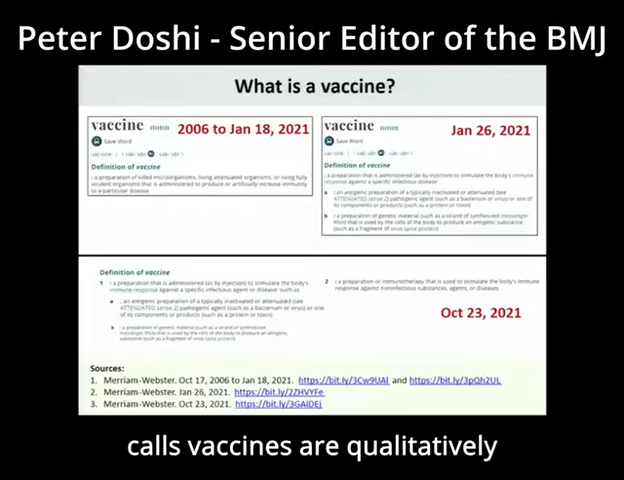 Peter Doshi - Senior Editor of the BMJ
What is a vaccine?
vaccine noun 2006 to Jan 18, 2021
Save Word
Definition of vaccine
: a preparation of killed microorganisms, living attenuated organisms, or living fully
virulent organisms that is administered to produce or artificially increase immunity
to a particular disease
vaccine noun Jan 26, 2021
Save Word
Definition of vaccine
: a preparation that is administered (as by injection) to stimulate the body's immune
response against a specific infectious disease:
a : an antigenic preparation of a typically inactivated or attenuated (see
ATTENUATED sense 2) pathogenic agent (such as a bacterium or virus) or one of
its components or products (such as a protein or toxin)
b : a preparation of genetic material (such as a strand of synthesized messenger
RNA) that is used by the cells of the body to produce an antigenic substance
(such as a fragment of virus spike protein)
Definition of vaccine
1 : a preparation that is administered (as by injection) to stimulate the body's
immune response against a specific infectious agent or disease: such as
a : an antigenic preparation of a typically inactivated or attenuated (see
ATTENUATED sense 2) pathogenic agent (such as a bacterium or virus) or one
of its components or products (such as a protein or toxin)
b : a preparation of genetic material (such as a strand of synthesized
messenger RNA) that is used by the cells of the body to produce an antigenic
substance (such as a fragment of virus spike protein)
2 : a preparation or immunotherapy that is used to stimulate the body's immune
response against noninfectious substances, agents, or diseases
Oct 23, 2021
Sources:
1. Merriam-Webster. Oct 17, 2006 to Jan 18, 2021. https://bit.ly/3Cw9UAl and https://bit.ly/3pQh2UL
2. Merriam-Webster. Jan 26, 2021. https://bit.ly/2ZHVYFe
3. Merriam-Webster. Oct 23, 2021. https://bit.ly/3GAiDEj
calls vaccines are qualitatively